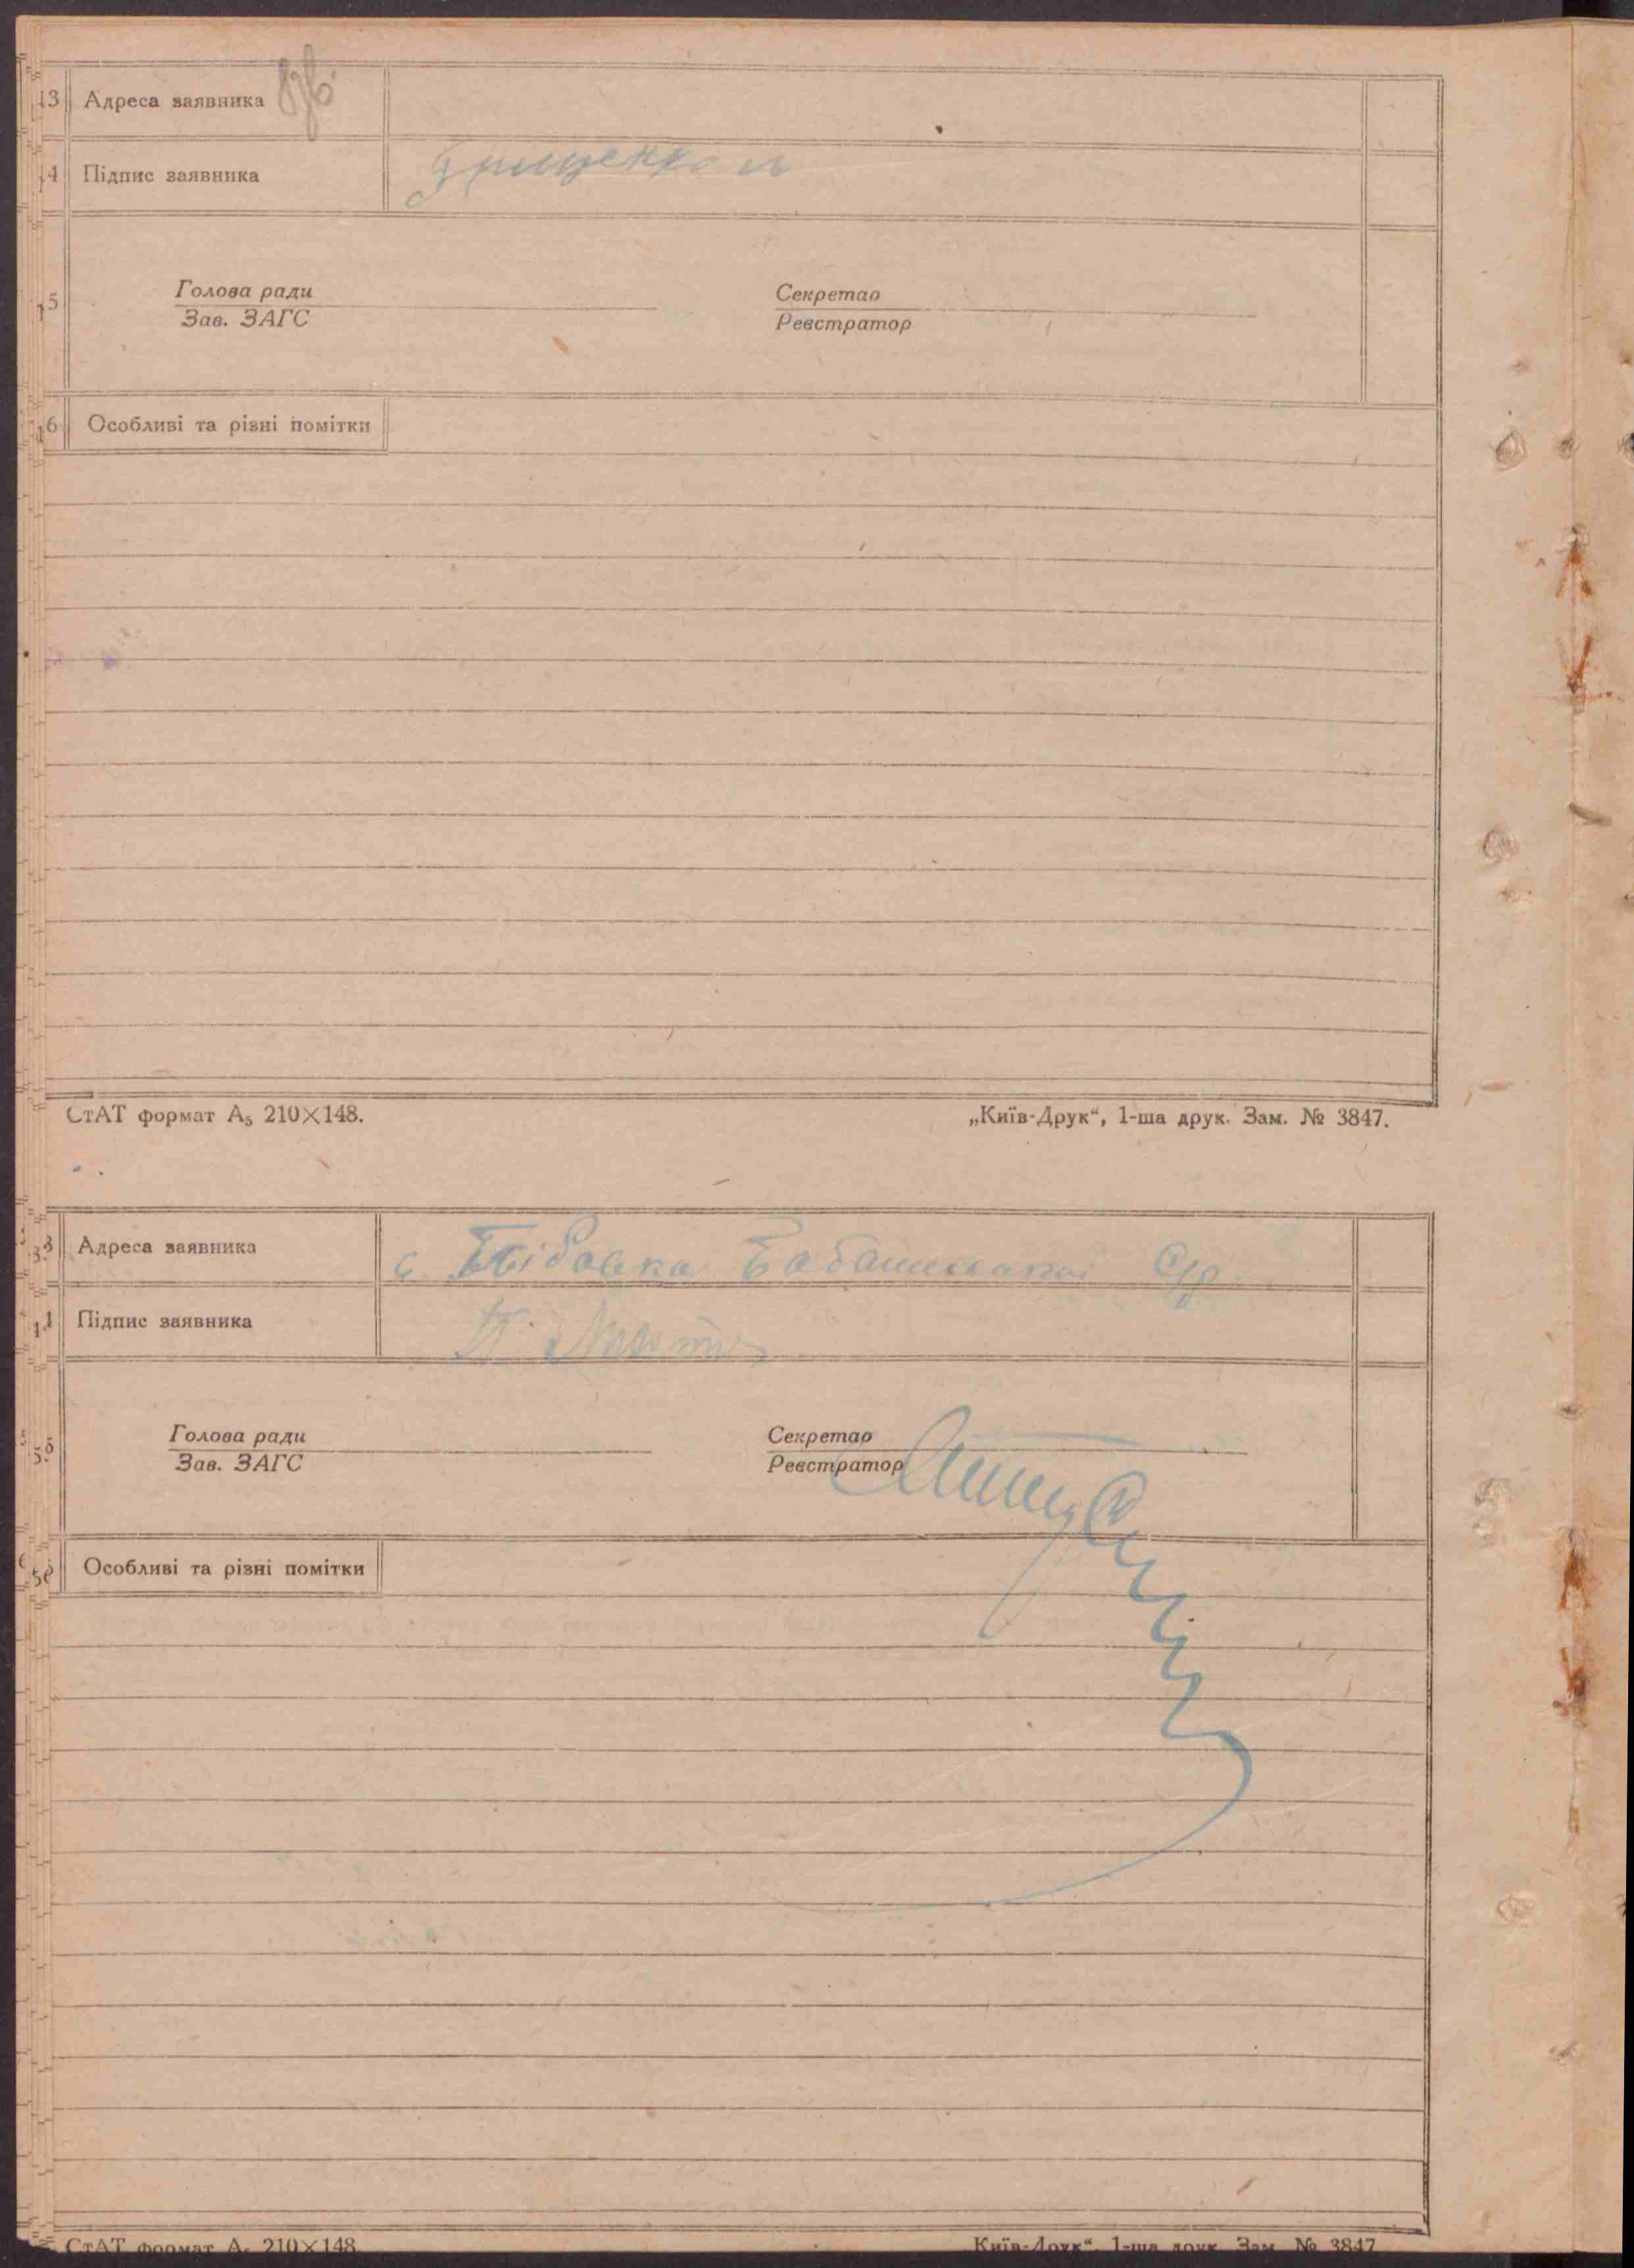 13 Адреса заявника
14 Підпис заявника Грищенко
15 Голова ради
Зав. ЗАГС
Секретар
Реєстратор
16 Особливі та різні помітки
СтАТ формат А₅ 210×148. „Київ-Друк“, 1-ша друк. Зам. № 3847.
Адреса заявника с.
Підпис заявника П.
Голова ради
Зав. ЗАГС
Секретар
Реєстратор
Особливі та різні помітки
СтАТ формат А₅ 210×148. „Київ-Друк“, 1-ша друк. Зам. № 3847